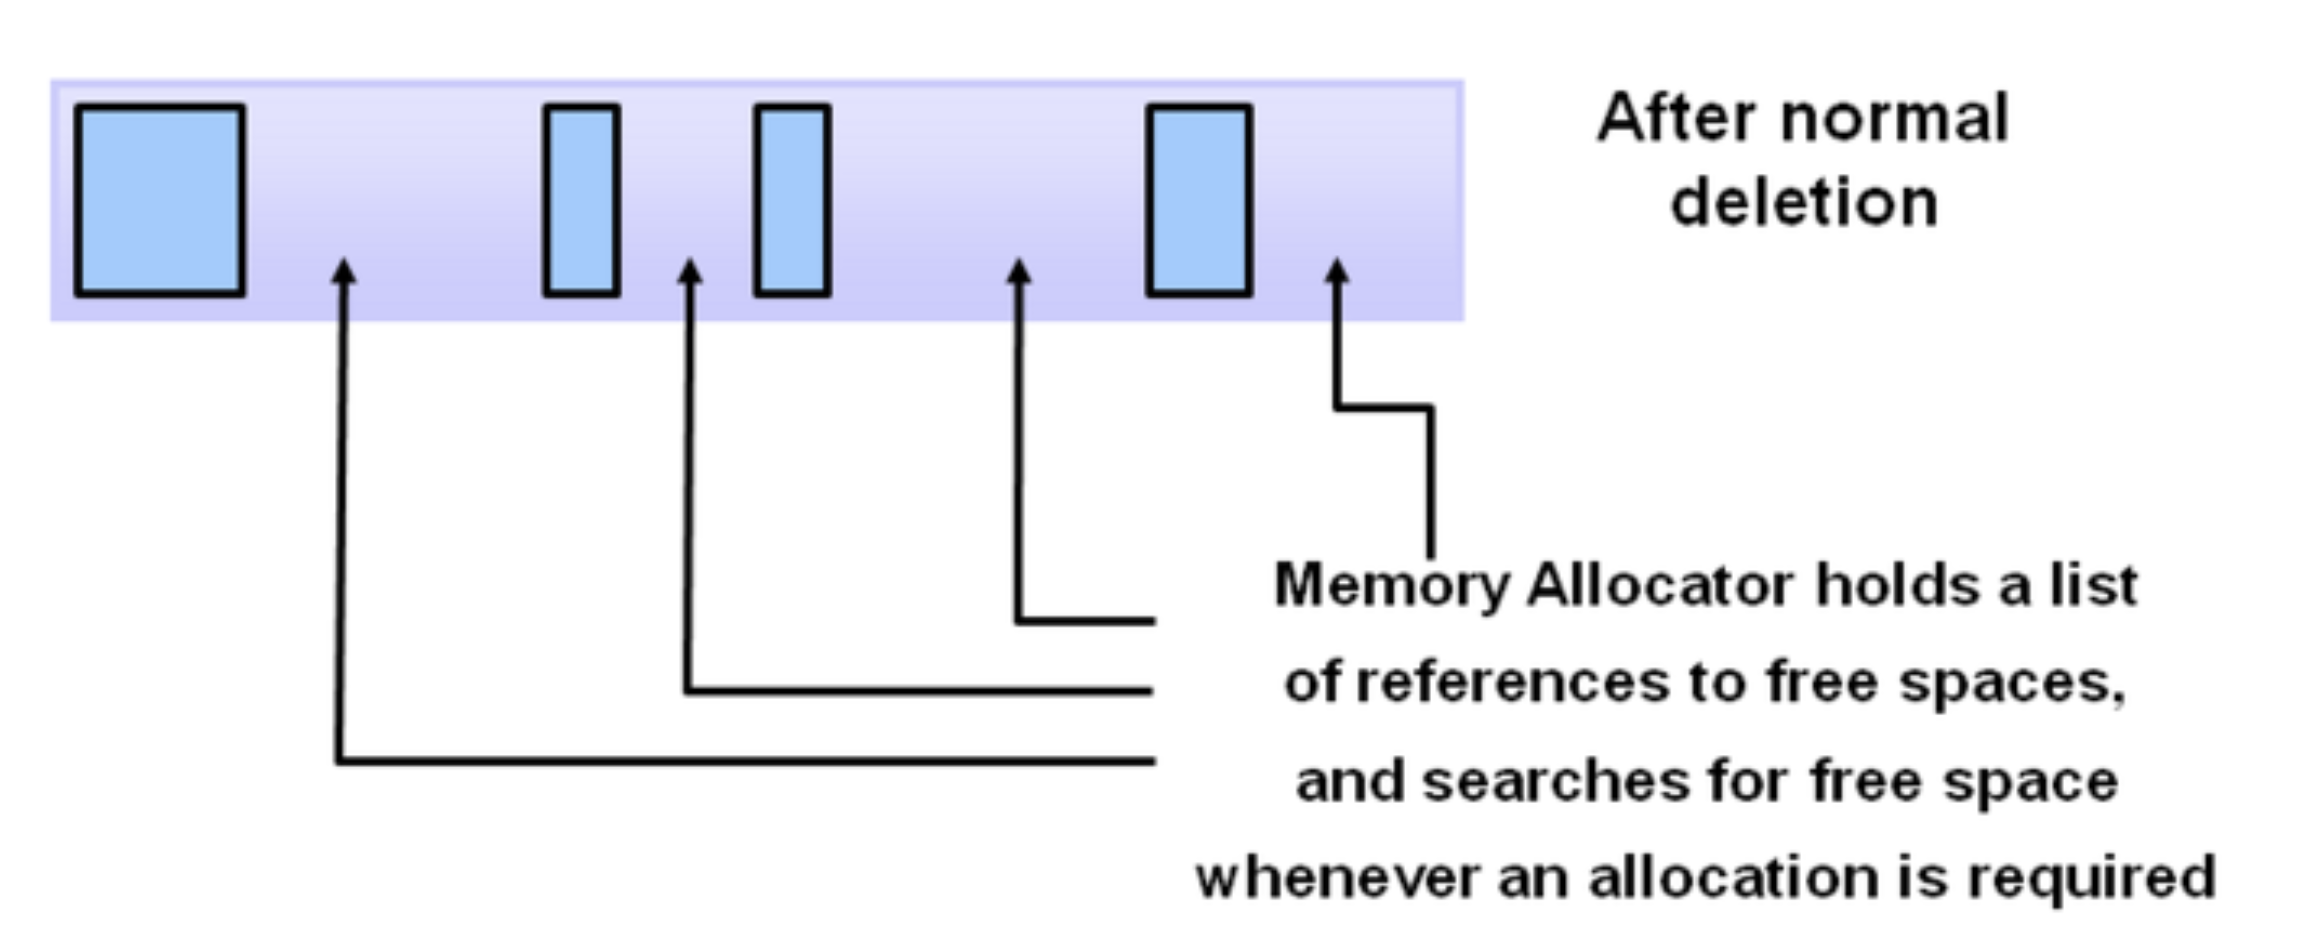 After normal
deletion
Memory Allocator holds a list
of references to free spaces,
and searches for free space
whenever an allocation is required